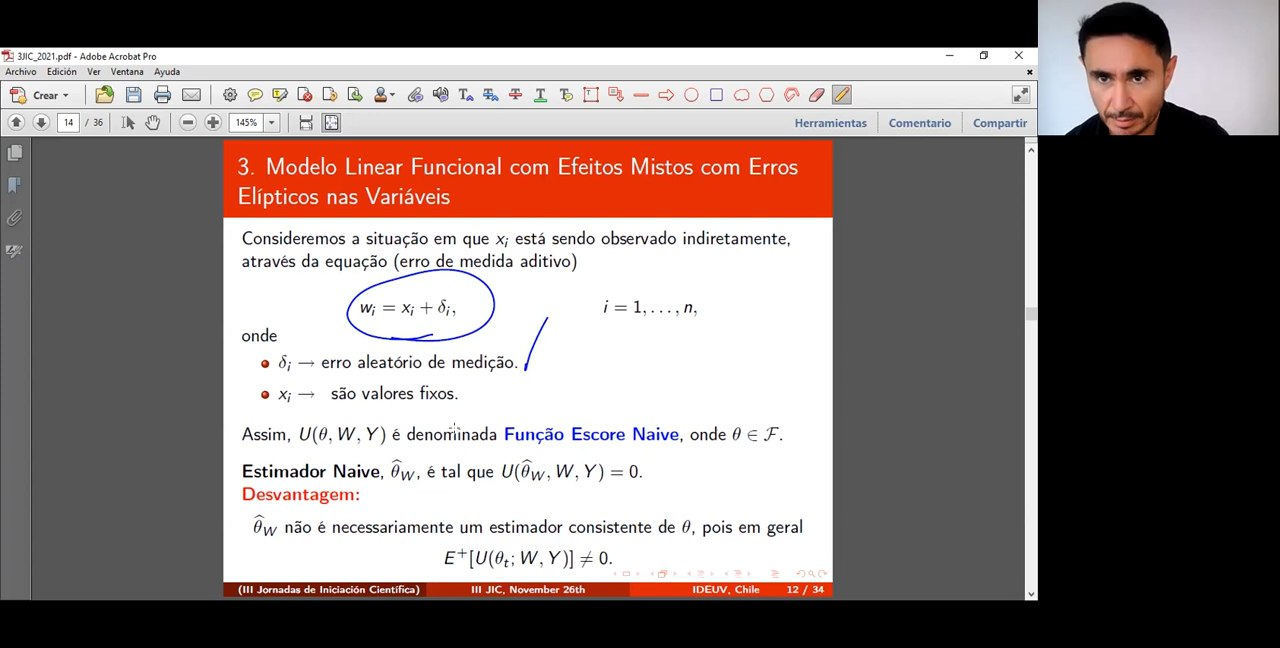 3JIC_2021.pdf - Adobe Acrobat Pro
Archivo Edición Ver Ventana Ayuda
Crear
14 / 36 145% Herramientas Comentario Compartir
3. Modelo Linear Funcional com Efeitos Mistos com Erros
Elípticos nas Variáveis
Consideremos a situação em que xᵢ está sendo observado indiretamente,
através da equação (erro de medida aditivo)
wᵢ = xᵢ + δᵢ, i = 1, . . . , n,
onde
δᵢ → erro aleatório de medição.
xᵢ → são valores fixos.
Assim, U(θ, W, Y) é denominada Função Escore Naive, onde θ ∈ ℱ.
Estimador Naive, θ̂_W, é tal que U(θ̂_W, W, Y) = 0.
Desvantagem:
θ̂_W não é necessariamente um estimador consistente de θ, pois em geral
E⁺[U(θₜ; W, Y)] ≠ 0.
(III Jornadas de Iniciación Científica) III JIC, November 26th IDEUV, Chile 12 / 34